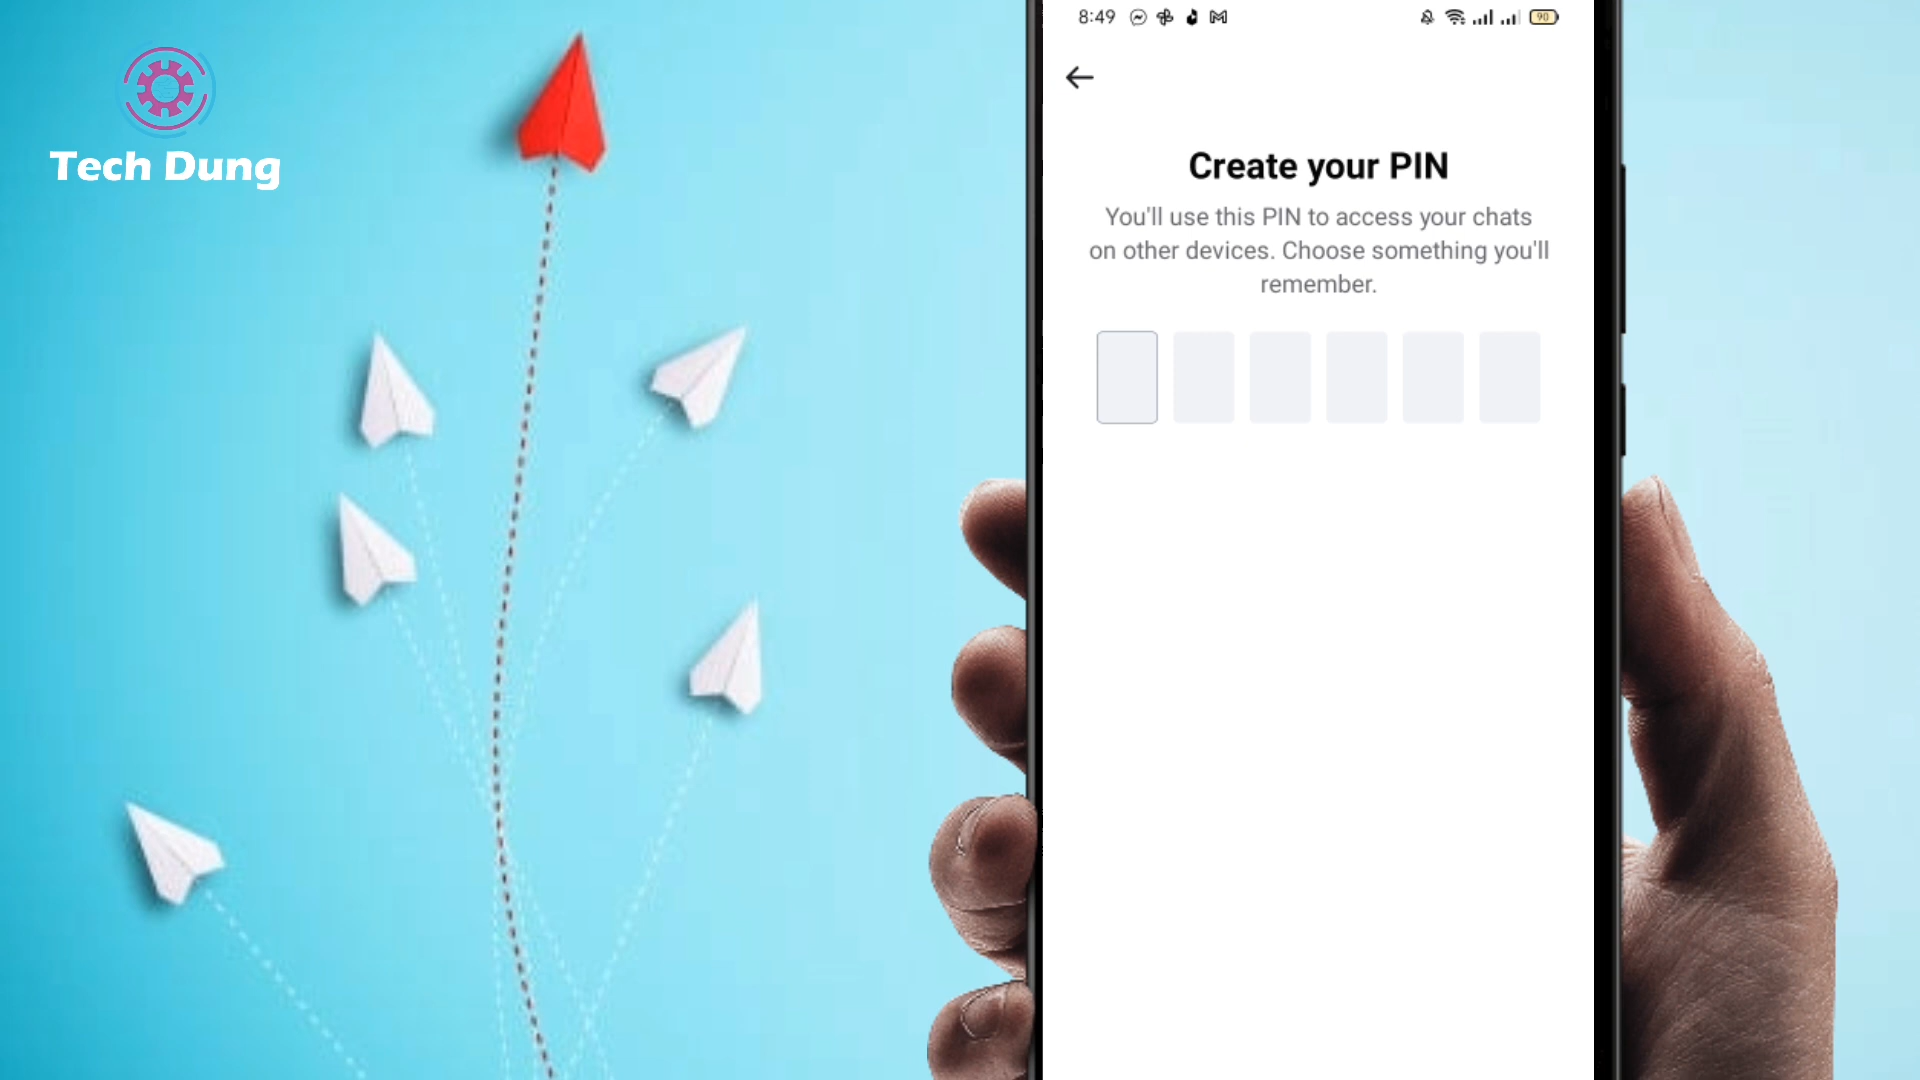 Tech Dung
8:49
90
Create your PIN
You'll use this PIN to access your chats
on other devices. Choose something you'll
remember.